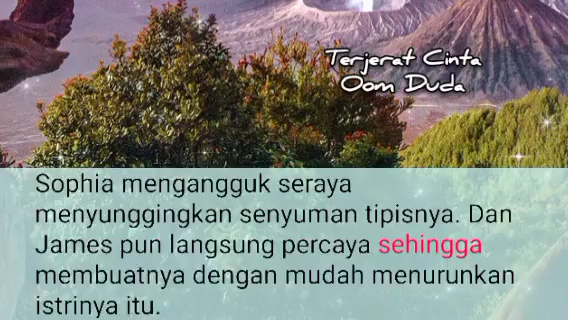 Terjerat Cinta
Oom Duda
Sophia mengangguk seraya
menyunggingkan senyuman tipisnya. Dan
James pun langsung percaya sehingga
membuatnya dengan mudah menurunkan
istrinya itu.